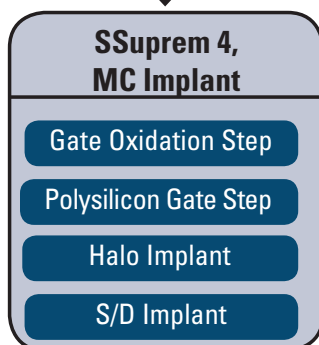 SSuprem 4,
MC Implant
Gate Oxidation Step
Polysilicon Gate Step
Halo Implant
S/D Implant